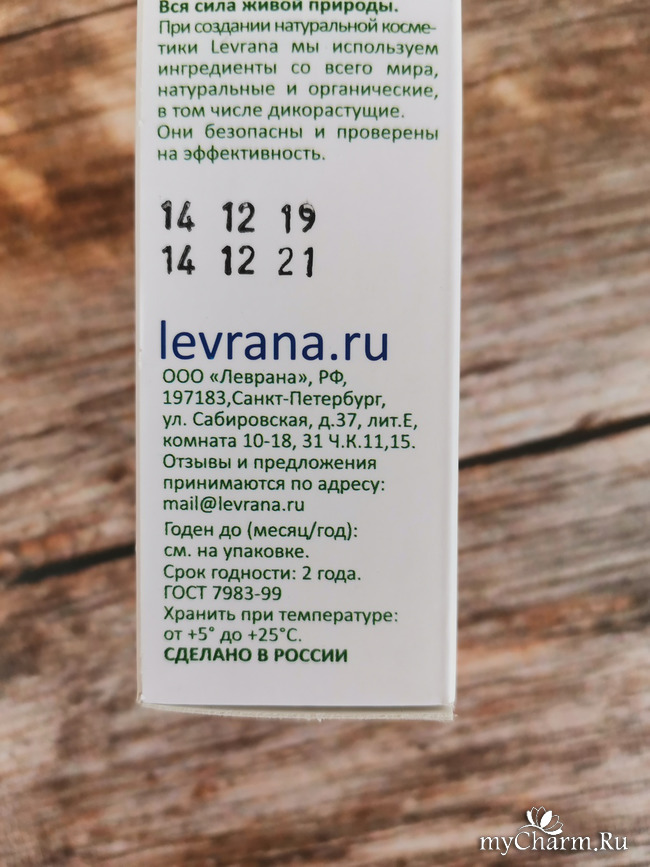 Вся сила живой природы.
При создании натуральной косме-
тики Levrana мы используем
ингредиенты со всего мира,
натуральные и органические,
в том числе дикорастущие.
Они безопасны и проверены
на эффективность.
14 12 19
14 12 21
levrana.ru
ООО «Леврана», РФ,
197183,Санкт-Петербург,
ул. Сабировская, д.37, лит.Е,
комната 10-18, 31 Ч.К.11,15.
Отзывы и предложения
принимаются по адресу:
mail@levrana.ru
Годен до (месяц/год):
см. на упаковке.
Срок годности: 2 года.
ГОСТ 7983-99
Хранить при температуре:
от +5° до +25°С.
СДЕЛАНО В РОССИИ
myCharm.Ru